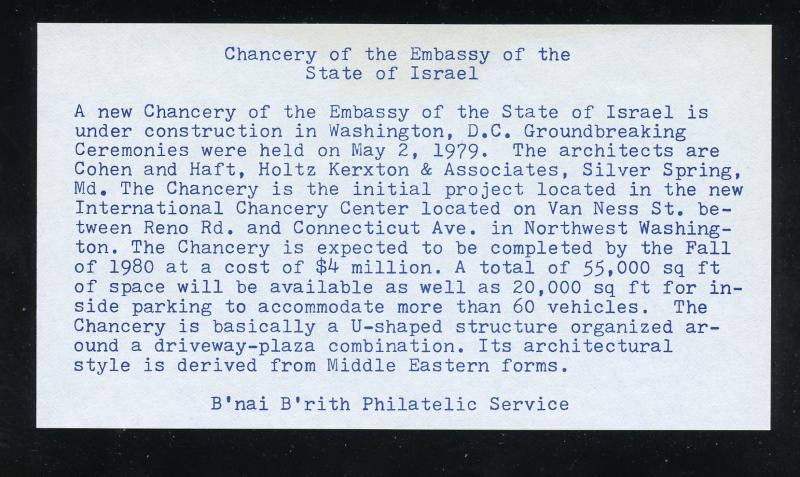 Chancery of the Embassy of the
State of Israel
A new Chancery of the Embassy of the State of Israel is
under construction in Washington, D.C. Groundbreaking
Ceremonies were held on May 2, 1979. The architects are
Cohen and Haft, Holtz Kerxton & Associates, Silver Spring,
Md. The Chancery is the initial project located in the new
International Chancery Center located on Van Ness St. be-
tween Reno Rd. and Connecticut Ave. in Northwest Washing-
ton. The Chancery is expected to be completed by the Fall
of 1980 at a cost of $4 million. A total of 55,000 sq ft
of space will be available as well as 20,000 sq ft for in-
side parking to accommodate more than 60 vehicles. The
Chancery is basically a U-shaped structure organized ar-
ound a driveway-plaza combination. Its architectural
style is derived from Middle Eastern forms.
B'nai B'rith Philatelic Service